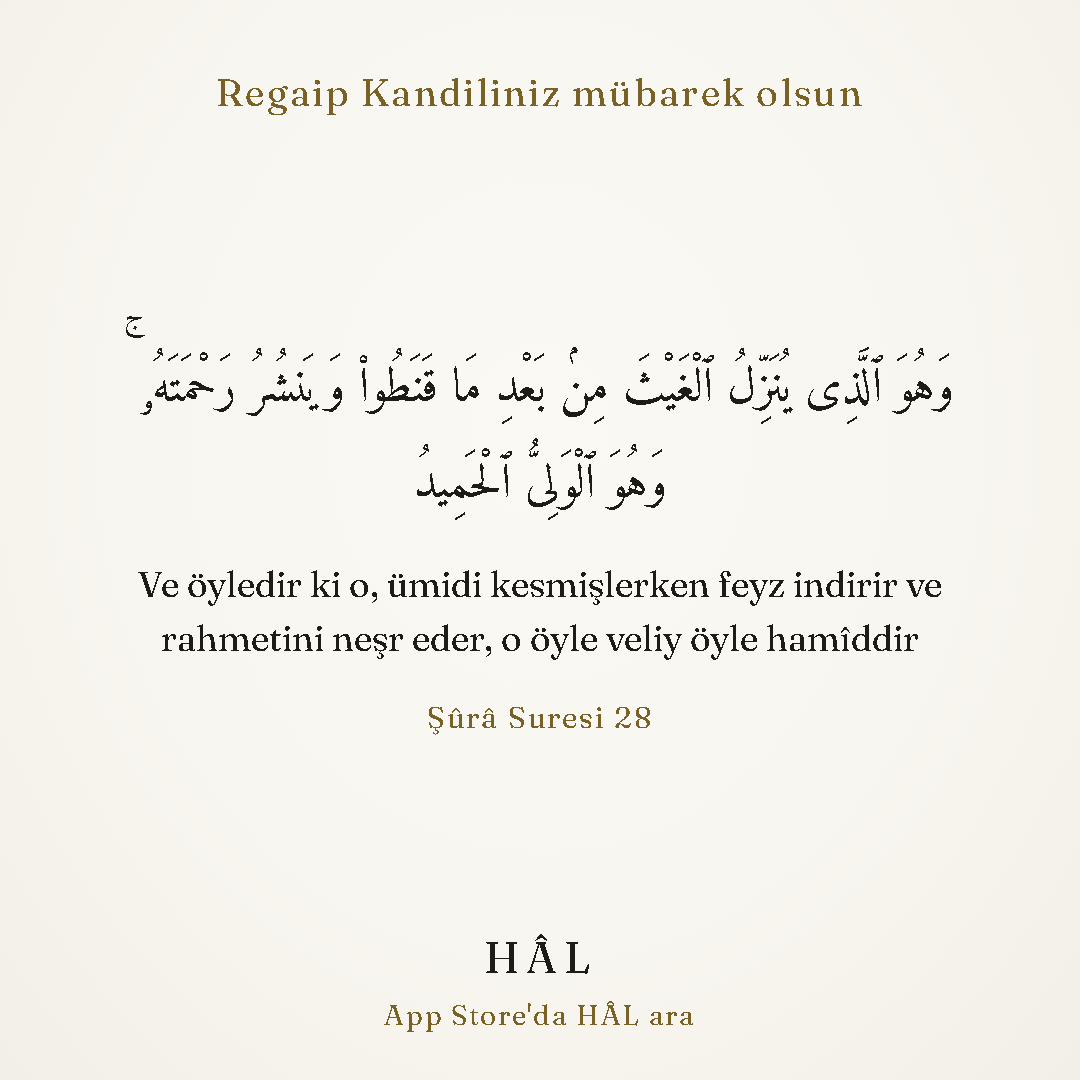 Regaip Kandiliniz mübarek olsun
وَهُوَ ٱلَّذِى يُنَزِّلُ ٱلْغَيْثَ مِنۢ بَعْدِ مَا قَنَطُوا۟ وَيَنشُرُ رَحْمَتَهُۥ ۚ
وَهُوَ ٱلْوَلِىُّ ٱلْحَمِيدُ
Ve öyledir ki o, ümidi kesmişlerken feyz indirir ve
rahmetini neşr eder, o öyle veliy öyle hamîddir
Şûrâ Suresi 28
HÂL
App Store'da HÂL ara